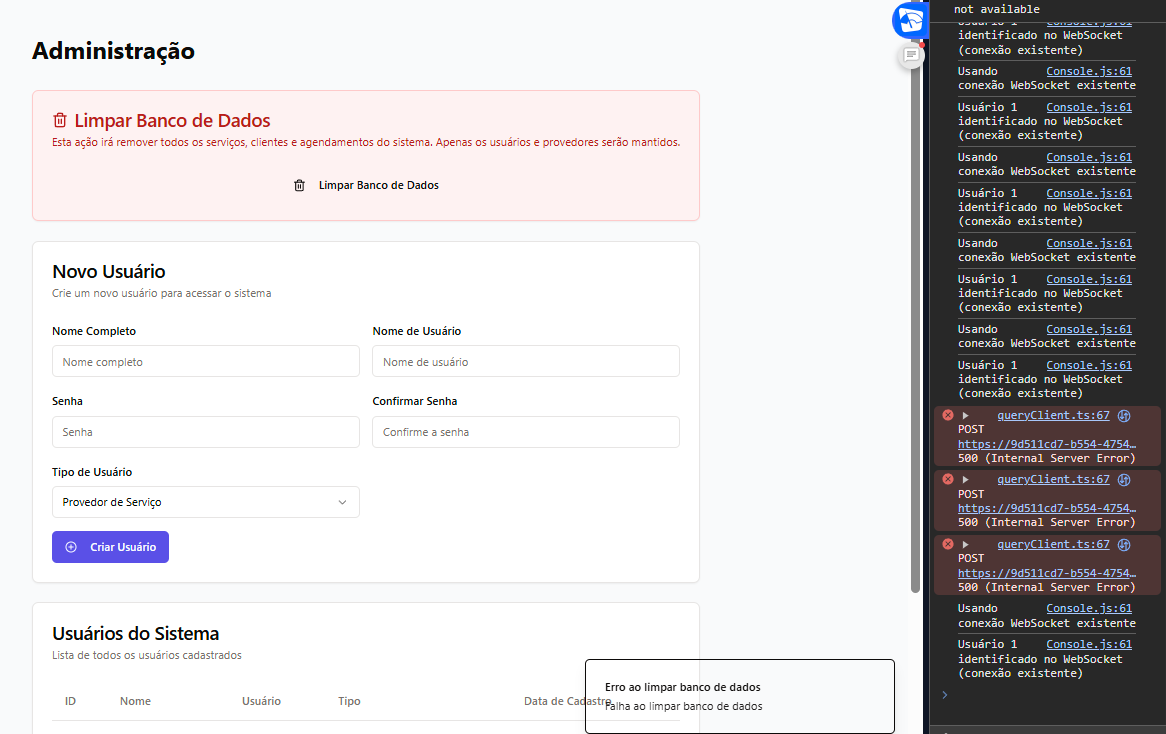 Administração
Limpar Banco de Dados
Esta ação irá remover todos os serviços, clientes e agendamentos do sistema. Apenas os usuários e provedores serão mantidos.
Limpar Banco de Dados
Novo Usuário
Crie um novo usuário para acessar o sistema
Nome Completo
Nome de Usuário
Nome completo
Nome de usuário
Senha
Confirmar Senha
Senha
Confirme a senha
Tipo de Usuário
Provedor de Serviço
Criar Usuário
Usuários do Sistema
Lista de todos os usuários cadastrados
ID Nome Usuário Tipo Data de Cadastro
Erro ao limpar banco de dados
Falha ao limpar banco de dados
not available
Usuário 1 Console.js:61
identificado no WebSocket
(conexão existente)
Usando Console.js:61
conexão WebSocket existente
Usuário 1 Console.js:61
identificado no WebSocket
(conexão existente)
Usando Console.js:61
conexão WebSocket existente
Usuário 1 Console.js:61
identificado no WebSocket
(conexão existente)
Usando Console.js:61
conexão WebSocket existente
Usuário 1 Console.js:61
identificado no WebSocket
(conexão existente)
Usando Console.js:61
conexão WebSocket existente
Usuário 1 Console.js:61
identificado no WebSocket
(conexão existente)
queryClient.ts:67
POST
https://9d511cd7-b554-4754…
500 (Internal Server Error)
queryClient.ts:67
POST
https://9d511cd7-b554-4754…
500 (Internal Server Error)
queryClient.ts:67
POST
https://9d511cd7-b554-4754…
500 (Internal Server Error)
Usando Console.js:61
conexão WebSocket existente
Usuário 1 Console.js:61
identificado no WebSocket
(conexão existente)